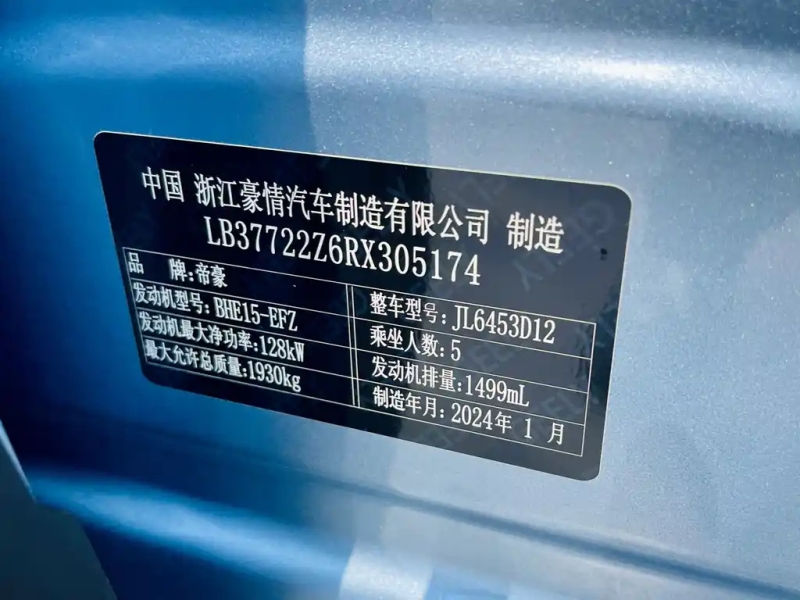 中国 浙江豪情汽车制造有限公司 制造
LB37722Z6RX305174
品 牌:帝豪
发动机型号:BHE15-EFZ
发动机最大净功率:128kW
最大允许总质量:1930kg
整车型号:JL6453D12
乘坐人数:5
发动机排量:1499mL
制造年月:2024年 1 月